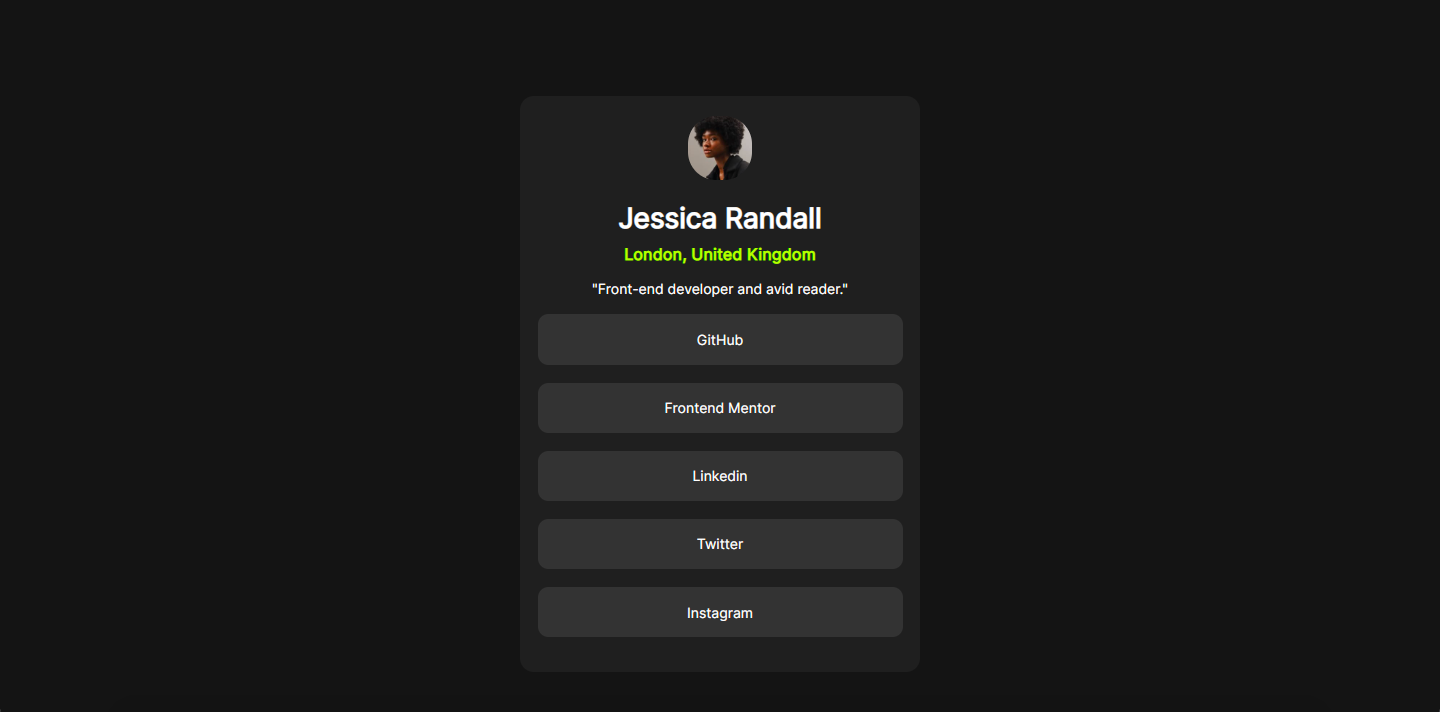 Jessica Randall
London, United Kingdom
"Front-end developer and avid reader."
GitHub
Frontend Mentor
Linkedin
Twitter
Instagram